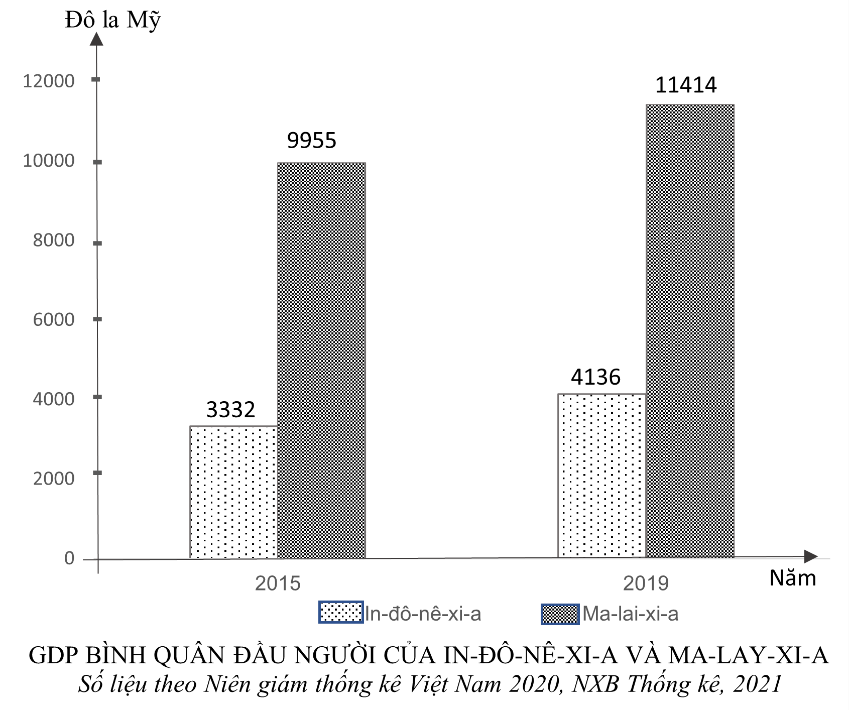 Đô la Mỹ
12000
11414
9955
10000
8000
6000
4136
4000
3332
2000
0
2015
2019
Năm
In-đô-nê-xi-a
Ma-lai-xi-a
GDP BÌNH QUÂN ĐẦU NGƯỜI CỦA IN-ĐÔ-NÊ-XI-A VÀ MA-LAY-XI-A
Số liệu theo Niên giám thống kê Việt Nam 2020, NXB Thống kê, 2021